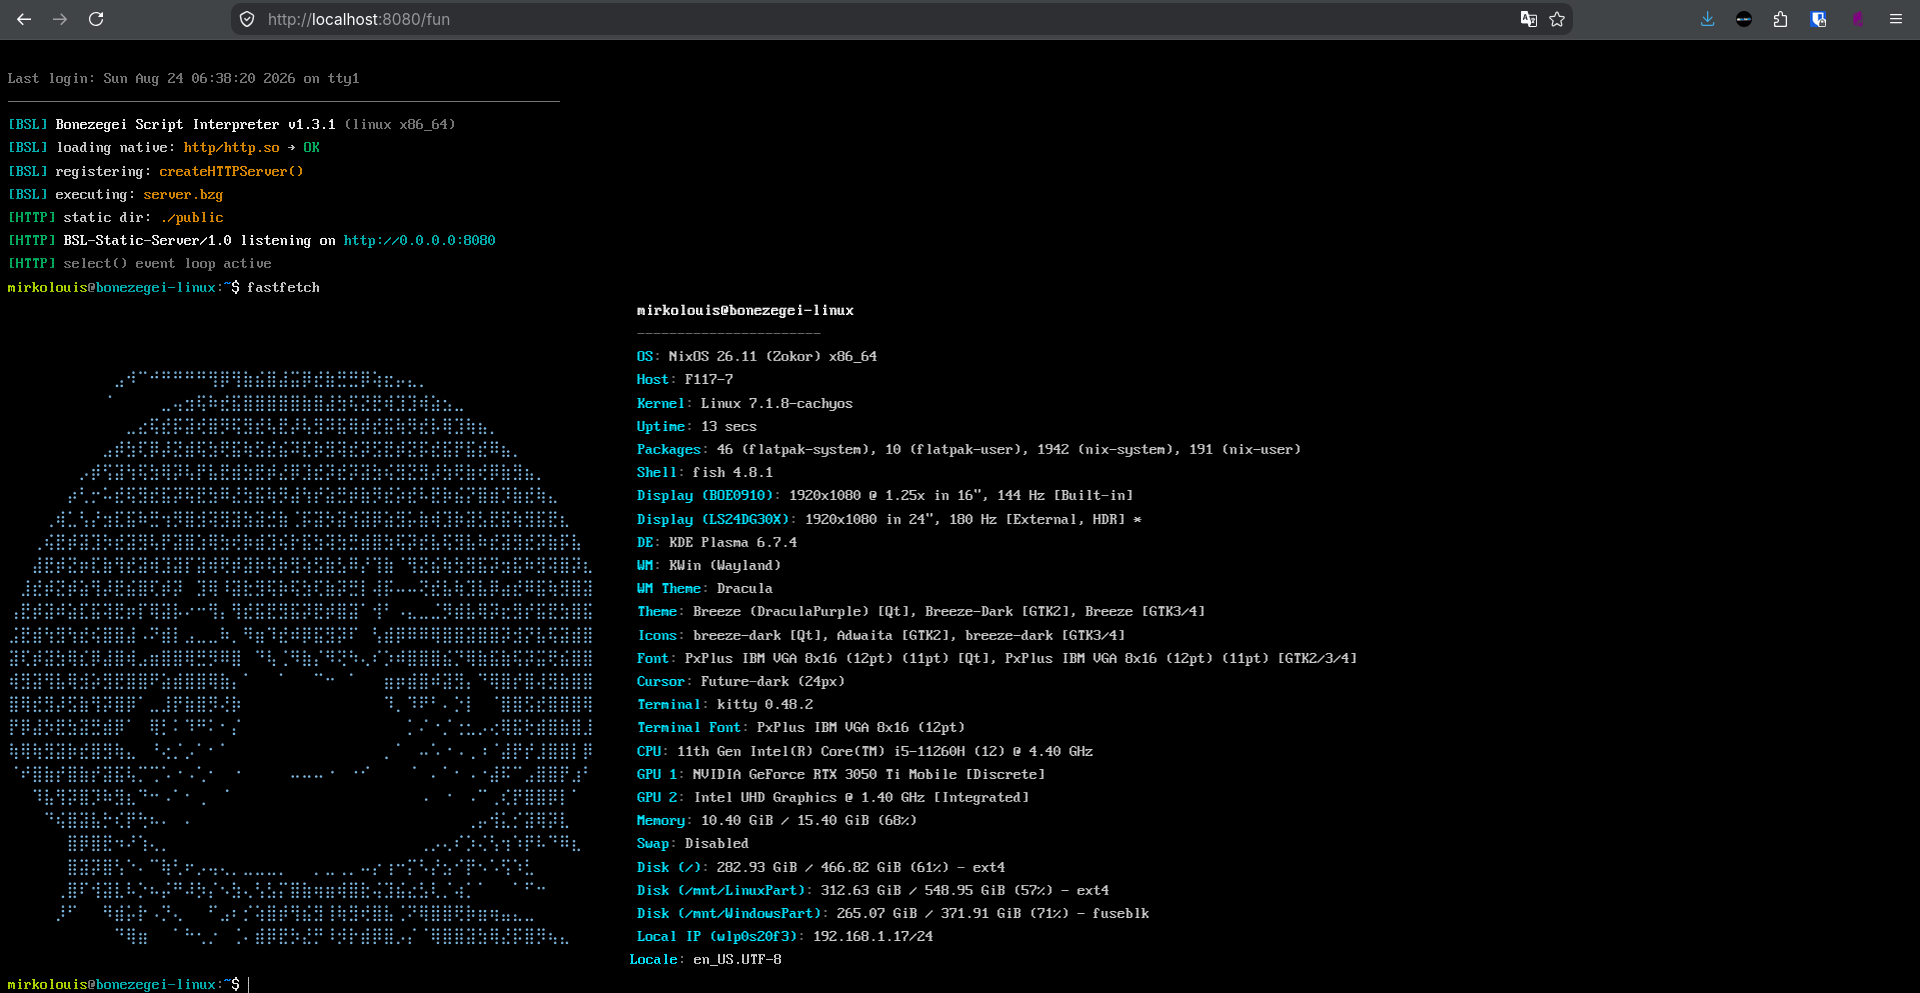 http://localhost:8080/fun
Last login: Sun Aug 24 06:38:20 2026 on tty1
[BSL] Bonezegei Script Interpreter v1.3.1 (linux x86_64)
[BSL] loading native: http/http.so → OK
[BSL] registering: createHTTPServer()
[BSL] executing: server.bzg
[HTTP] static dir: ./public
[HTTP] BSL-Static-Server/1.0 listening on http://0.0.0.0:8080
[HTTP] select() event loop active
mirkolouis@bonezegei-linux:~$ fastfetch
mirkolouis@bonezegei-linux
-----------------------
OS: NixOS 26.11 (Zokor) x86_64
Host: F117-7
Kernel: Linux 7.1.8-cachyos
Uptime: 13 secs
Packages: 46 (flatpak-system), 10 (flatpak-user), 1942 (nix-system), 191 (nix-user)
Shell: fish 4.8.1
Display (BOE0910): 1920x1080 @ 1.25x in 16", 144 Hz [Built-in]
Display (LS24DG30X): 1920x1080 in 24", 180 Hz [External, HDR] *
DE: KDE Plasma 6.7.4
WM: KWin (Wayland)
WM Theme: Dracula
Theme: Breeze (DraculaPurple) [Qt], Breeze-Dark [GTK2], Breeze [GTK3/4]
Icons: breeze-dark [Qt], Adwaita [GTK2], breeze-dark [GTK3/4]
Font: PxPlus IBM VGA 8x16 (12pt) (11pt) [Qt], PxPlus IBM VGA 8x16 (12pt) (11pt) [GTK2/3/4]
Cursor: Future-dark (24px)
Terminal: kitty 0.48.2
Terminal Font: PxPlus IBM VGA 8x16 (12pt)
CPU: 11th Gen Intel(R) Core(TM) i5-11260H (12) @ 4.40 GHz
GPU 1: NVIDIA GeForce RTX 3050 Ti Mobile [Discrete]
GPU 2: Intel UHD Graphics @ 1.40 GHz [Integrated]
Memory: 10.40 GiB / 15.40 GiB (68%)
Swap: Disabled
Disk (/): 282.93 GiB / 466.82 GiB (61%) - ext4
Disk (/mnt/LinuxPart): 312.63 GiB / 548.95 GiB (57%) - ext4
Disk (/mnt/WindowsPart): 265.07 GiB / 371.91 GiB (71%) - fuseblk
Local IP (wlp0s20f3): 192.168.1.17/24
Locale: en_US.UTF-8
mirkolouis@bonezegei-linux:~$